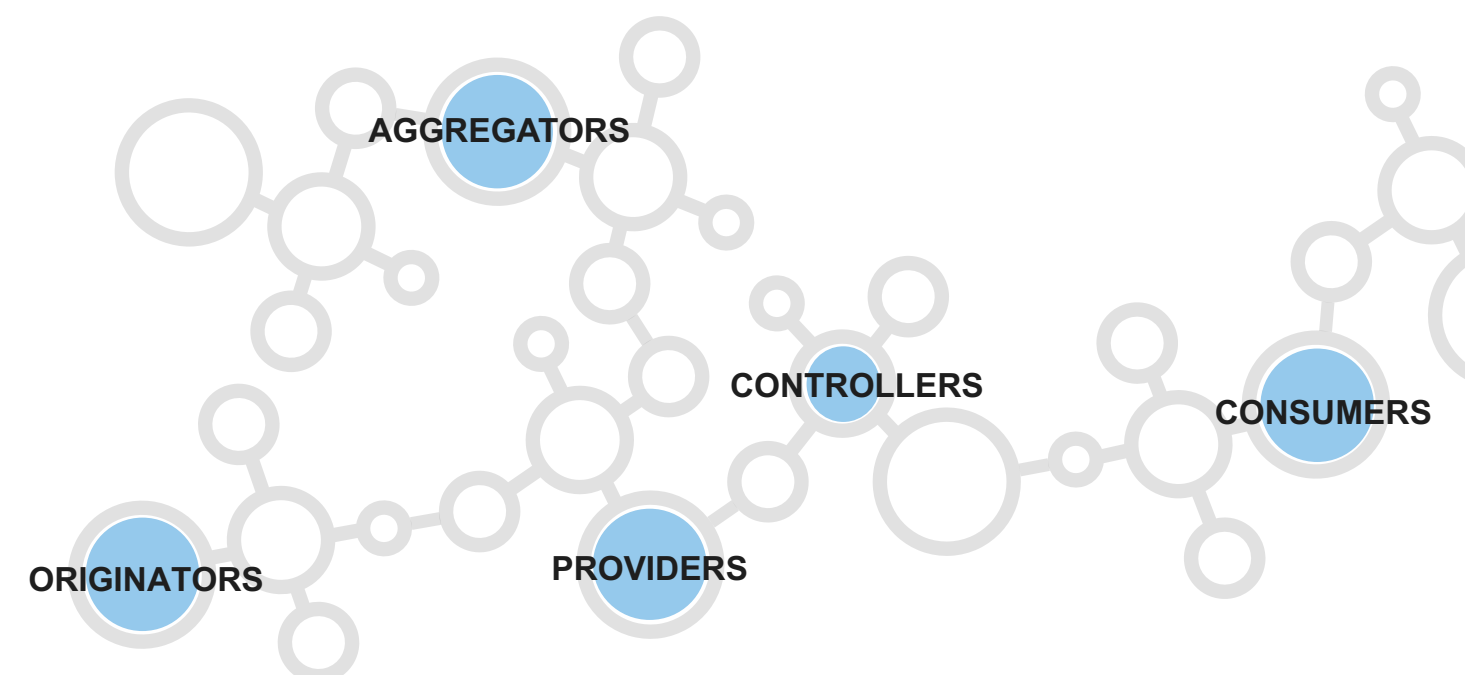 AGGREGATORS
CONTROLLERS
CONSUMERS
PROVIDERS
ORIGINATORS